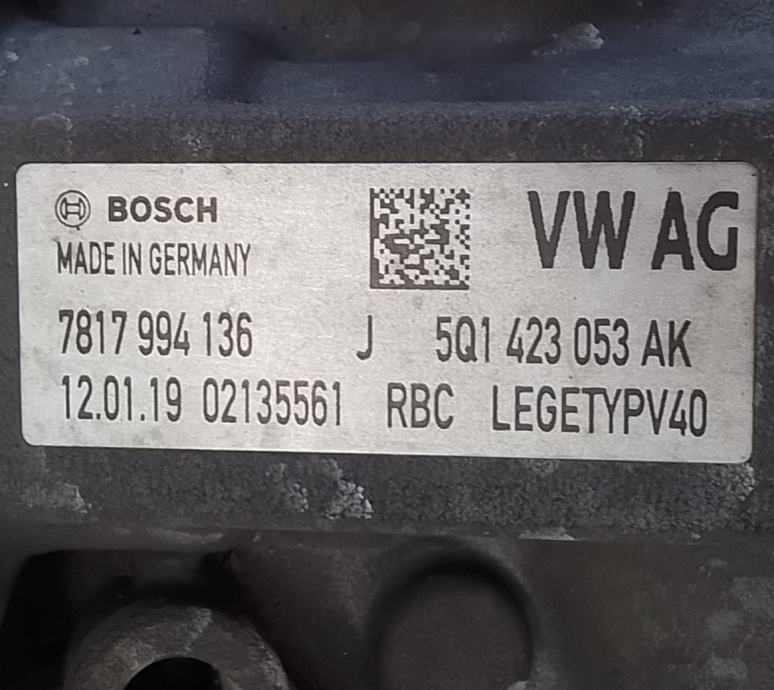 BOSCH
VW AG
MADE IN GERMANY
7817 994 136 J 5Q1 423 053 AK
12.01.19 02135561 RBC LEGETYPV40